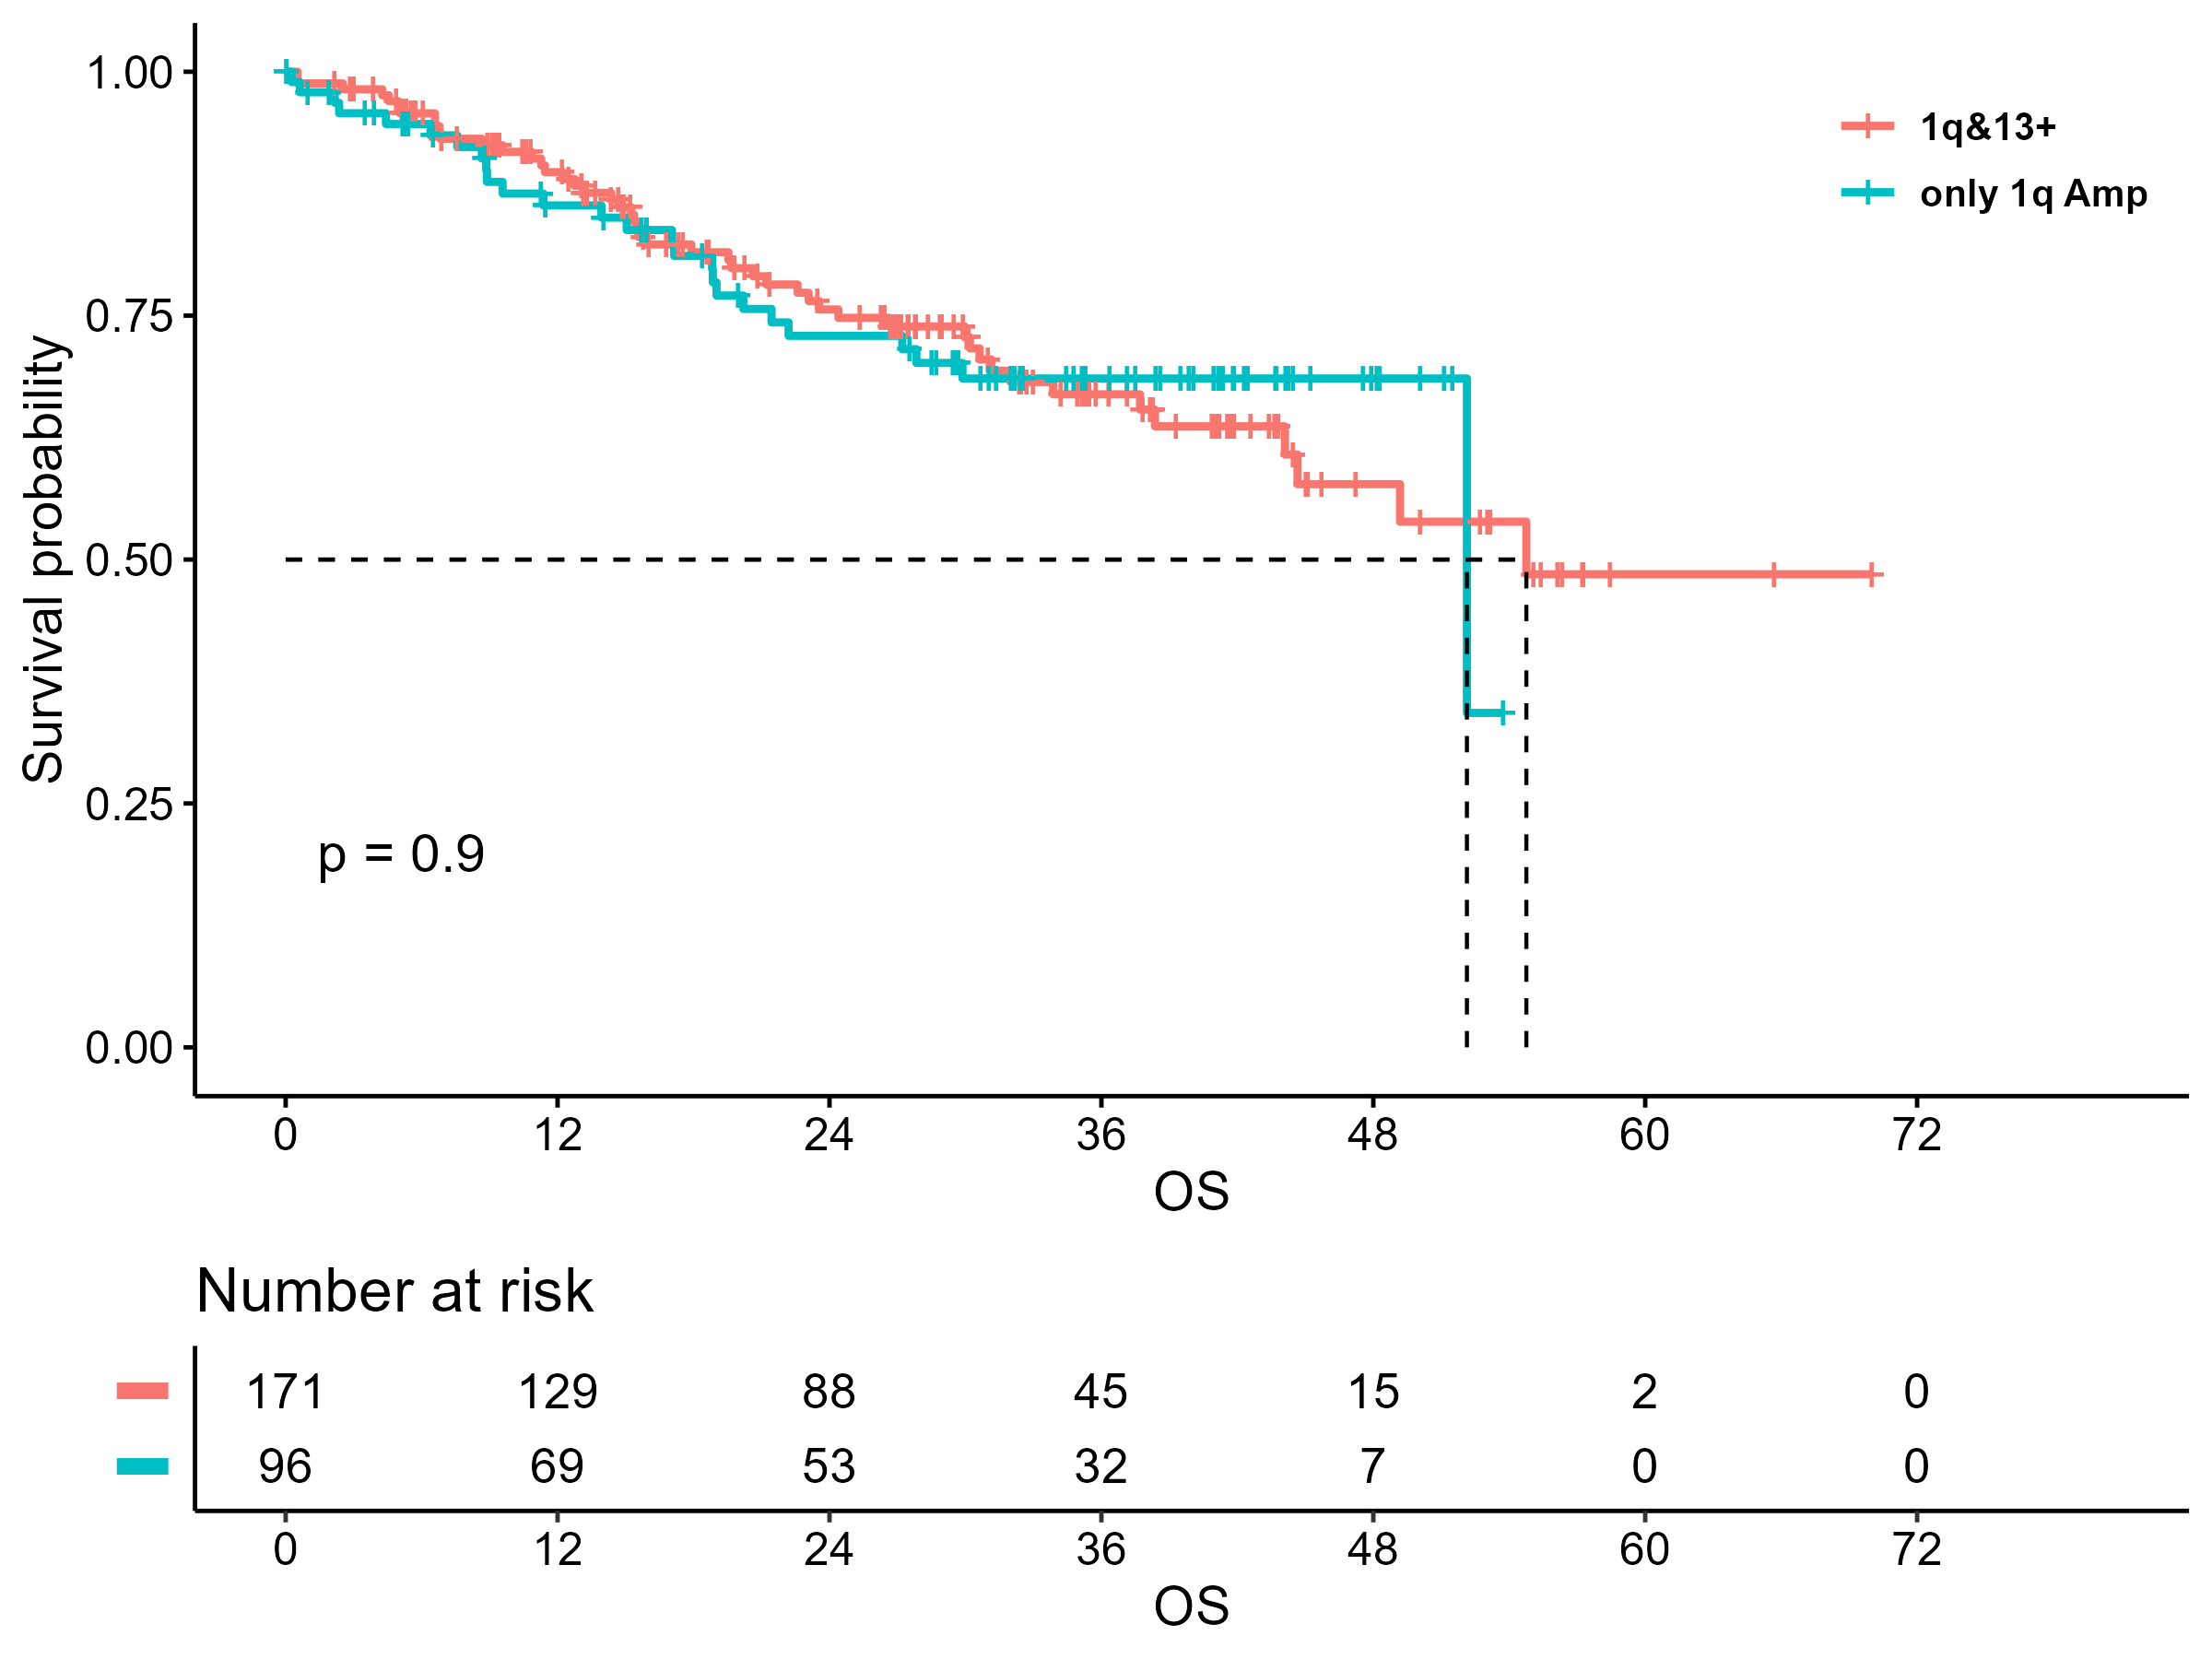 1q&13+
only 1q Amp
Survival probability
1.00
0.75
0.50
0.25
0.00
p = 0.9
0 12 24 36 48 60 72
OS
Number at risk
171 129 88 45 15 2 0
96 69 53 32 7 0 0
0 12 24 36 48 60 72
OS